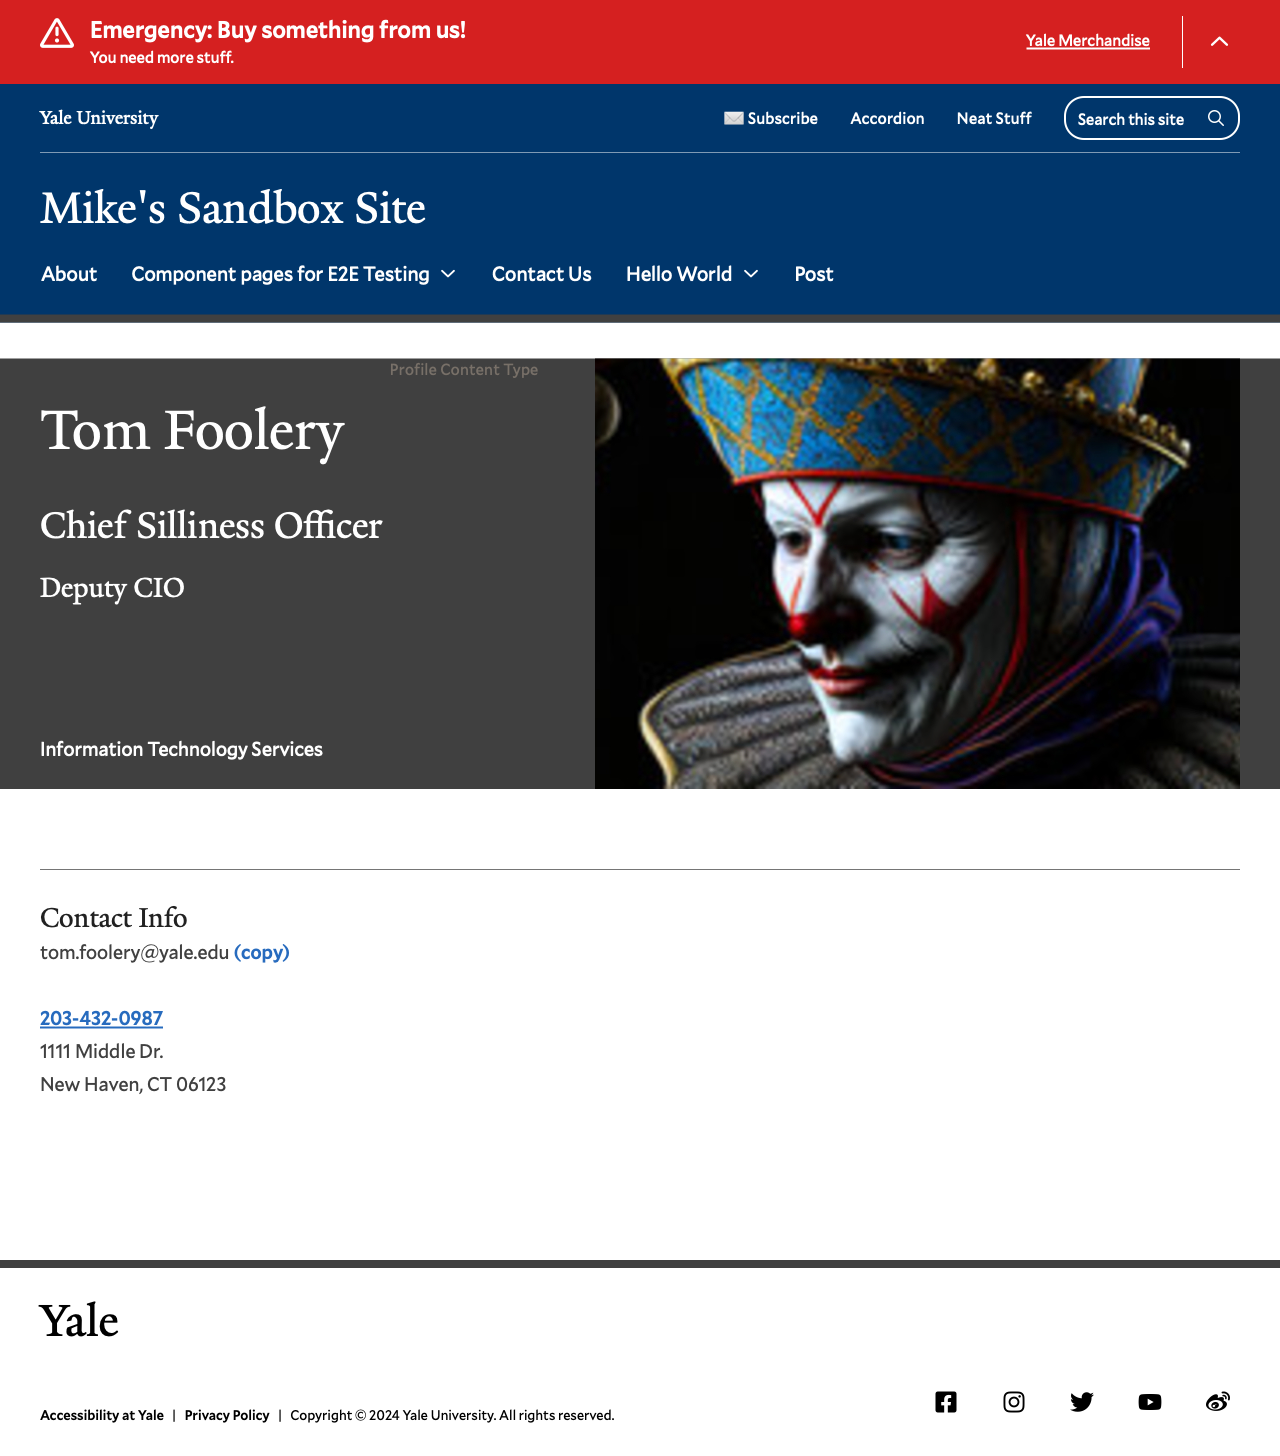 Emergency: Buy something from us!
You need more stuff.
Yale Merchandise
Yale University
Subscribe
Accordion
Neat Stuff
Search this site
Mike's Sandbox Site
About
Component pages for E2E Testing
Contact Us
Hello World
Post
Profile Content Type
Tom Foolery
Chief Silliness Officer
Deputy CIO
Information Technology Services
Contact Info
tom.foolery@yale.edu (copy)
203-432-0987
1111 Middle Dr.
New Haven, CT 06123
Yale
Accessibility at Yale | Privacy Policy | Copyright © 2024 Yale University. All rights reserved.